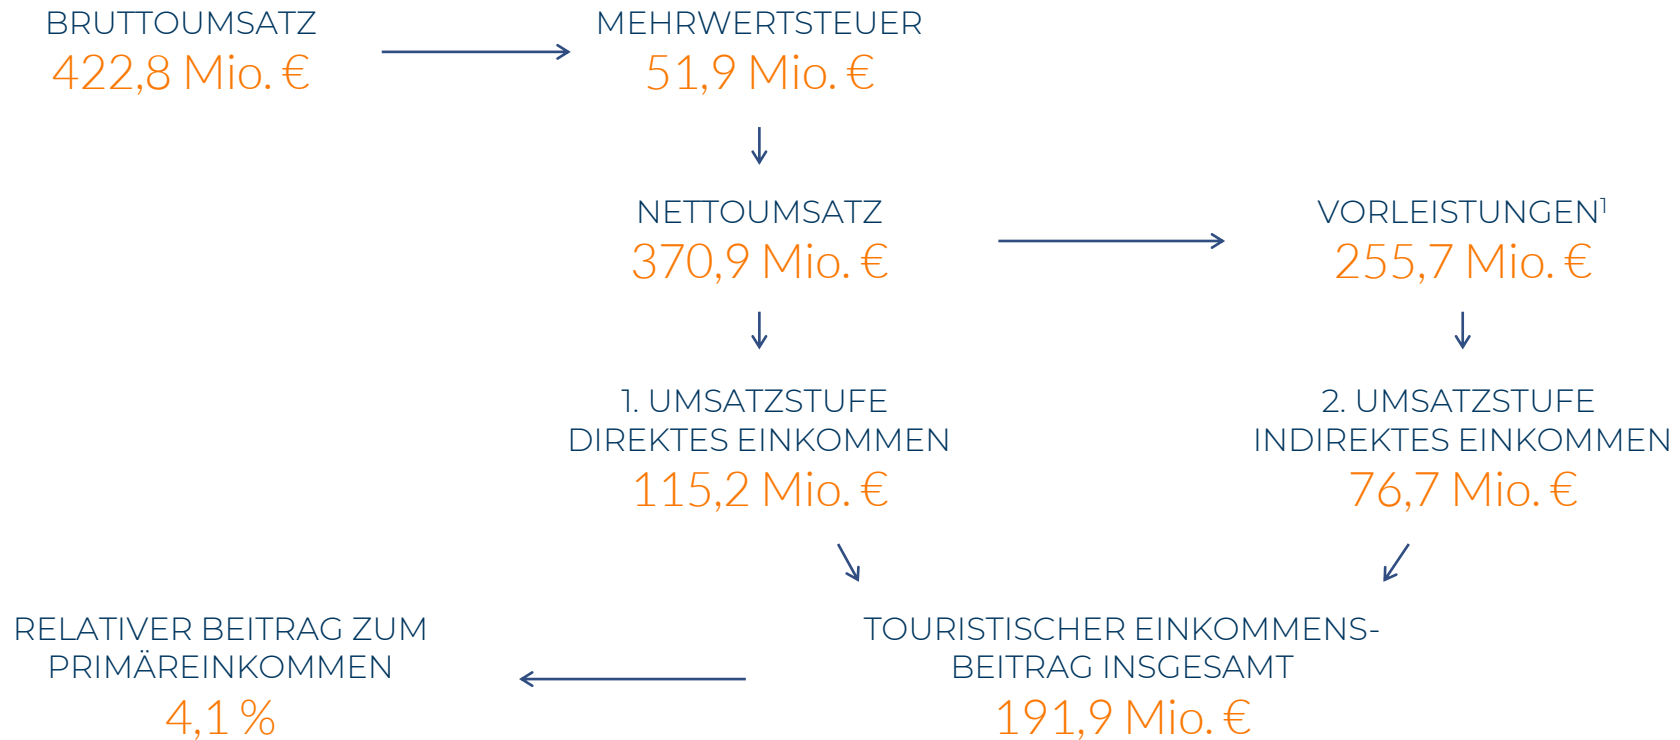 BRUTTOUMSATZ
422,8 Mio. €
MEHRWERTSTEUER
51,9 Mio. €
NETTOUMSATZ
370,9 Mio. €
VORLEISTUNGEN¹
255,7 Mio. €
1. UMSATZSTUFE
DIREKTES EINKOMMEN
115,2 Mio. €
2. UMSATZSTUFE
INDIREKTES EINKOMMEN
76,7 Mio. €
RELATIVER BEITRAG ZUM
PRIMÄREINKOMMEN
4,1 %
TOURISTISCHER EINKOMMENS-
BEITRAG INSGESAMT
191,9 Mio. €